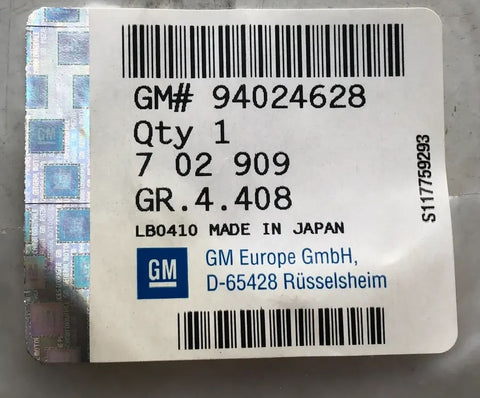 GM# 94024628
Qty 1
7 02 909
GR.4.408
LB0410 MADE IN JAPAN
GM
GM Europe GmbH,
D-65428 Rüsselsheim
S117759293
GM